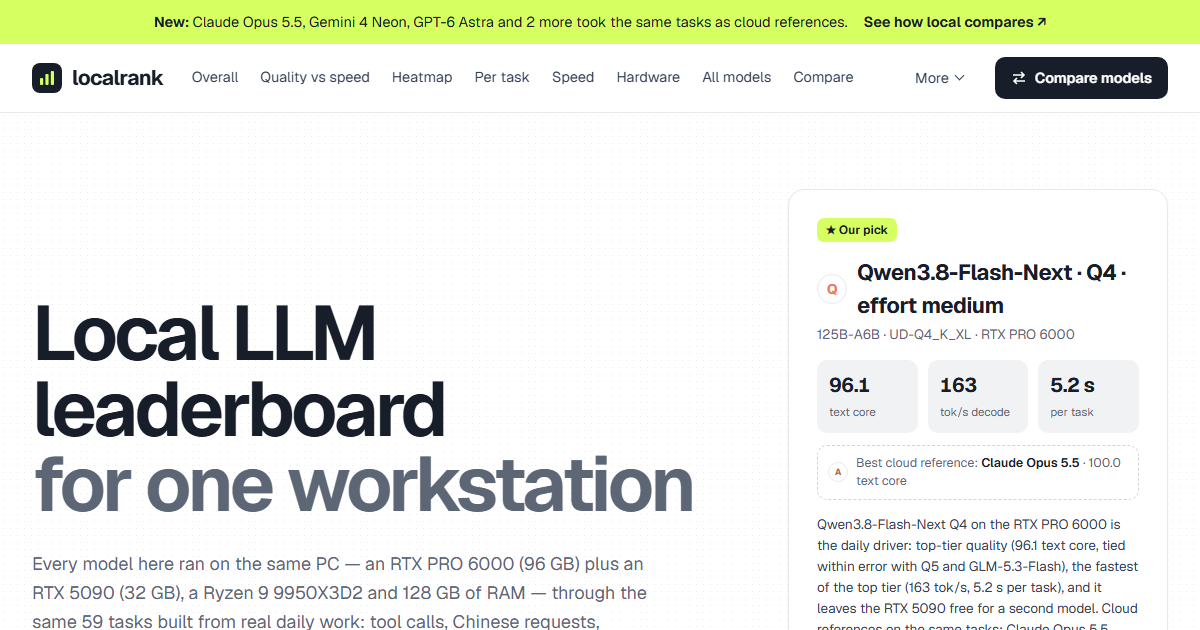 New: Claude Opus 5.5, Gemini 4 Neon, GPT-6 Astra and 2 more took the same tasks as cloud references. See how local compares ↗
localrank
Overall
Quality vs speed
Heatmap
Per task
Speed
Hardware
All models
Compare
More
Compare models
Local LLM
leaderboard
for one workstation
Every model here ran on the same PC — an RTX PRO 6000 (96 GB) plus an
RTX 5090 (32 GB), a Ryzen 9 9950X3D2 and 128 GB of RAM — through the
same 59 tasks built from real daily work: tool calls, Chinese requests,
★ Our pick
Q
Qwen3.8-Flash-Next · Q4 ·
effort medium
125B-A6B · UD-Q4_K_XL · RTX PRO 6000
96.1
text core
163
tok/s decode
5.2 s
per task
A
Best cloud reference: Claude Opus 5.5 · 100.0
text core
Qwen3.8-Flash-Next Q4 on the RTX PRO 6000 is
the daily driver: top-tier quality (96.1 text core, tied
within error with Q5 and GLM-5.3-Flash), the fastest
of the top tier (163 tok/s, 5.2 s per task), and it
leaves the RTX 5090 free for a second model. Cloud
references on the same tasks: Claude Opus 5.5